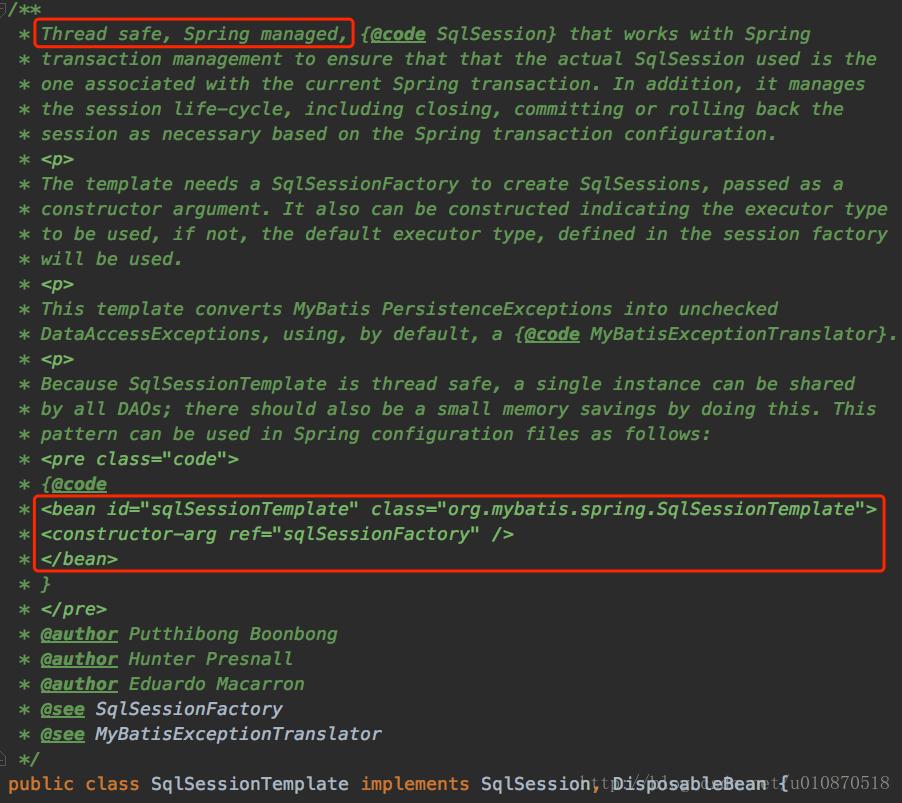 /**
* Thread safe, Spring managed, {@code SqlSession} that works with Spring
* transaction management to ensure that that the actual SqlSession used is the
* one associated with the current Spring transaction. In addition, it manages
* the session life-cycle, including closing, committing or rolling back the
* session as necessary based on the Spring transaction configuration.
* <p>
* The template needs a SqlSessionFactory to create SqlSessions, passed as a
* constructor argument. It also can be constructed indicating the executor type
* to be used, if not, the default executor type, defined in the session factory
* will be used.
* <p>
* This template converts MyBatis PersistenceExceptions into unchecked
* DataAccessExceptions, using, by default, a {@code MyBatisExceptionTranslator}.
* <p>
* Because SqlSessionTemplate is thread safe, a single instance can be shared
* by all DAOs; there should also be a small memory savings by doing this. This
* pattern can be used in Spring configuration files as follows:
* <pre class="code">
* {@code
* <bean id="sqlSessionTemplate" class="org.mybatis.spring.SqlSessionTemplate">
* <constructor-arg ref="sqlSessionFactory" />
* </bean>
* }
* </pre>
* @author Putthibong Boonbong
* @author Hunter Presnall
* @author Eduardo Macarron
* @see SqlSessionFactory
* @see MyBatisExceptionTranslator
*/
public class SqlSessionTemplate implements SqlSession, DisposableBean {
http://blog.csdn.net/u010870518